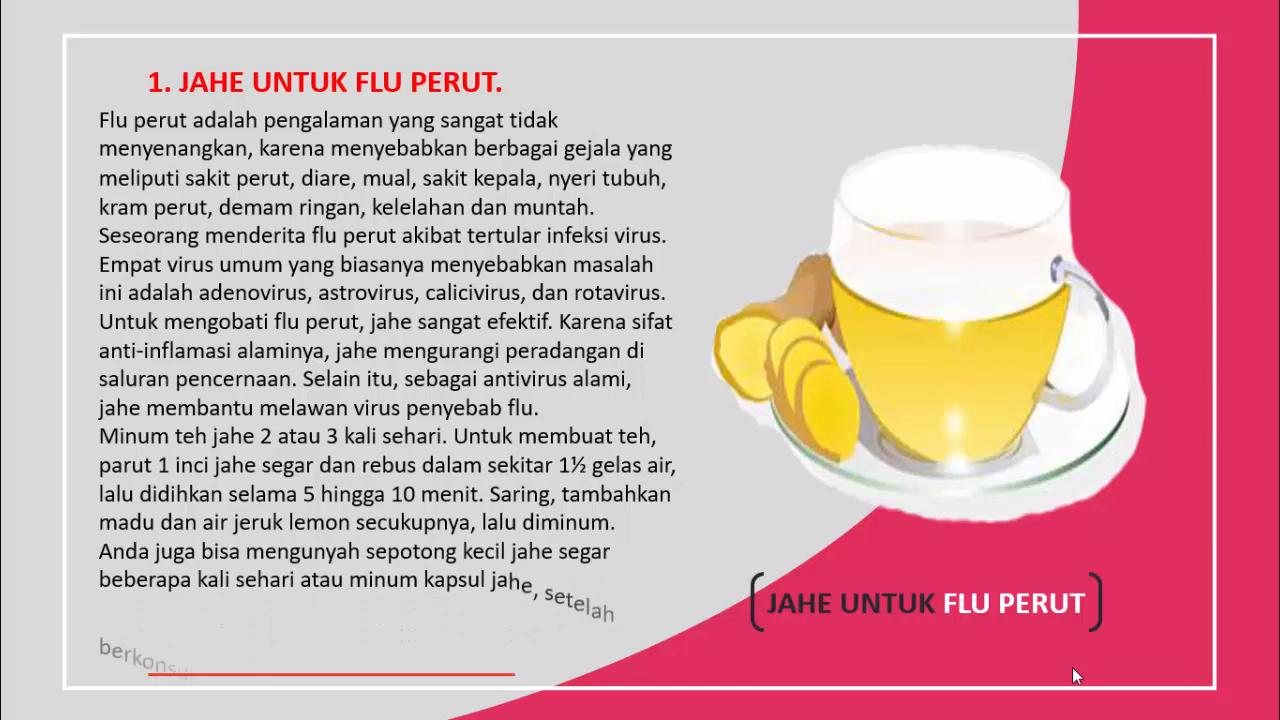 1. JAHE UNTUK FLU PERUT.
Flu perut adalah pengalaman yang sangat tidak
menyenangkan, karena menyebabkan berbagai gejala yang
meliputi sakit perut, diare, mual, sakit kepala, nyeri tubuh,
kram perut, demam ringan, kelelahan dan muntah.
Seseorang menderita flu perut akibat tertular infeksi virus.
Empat virus umum yang biasanya menyebabkan masalah
ini adalah adenovirus, astrovirus, calicivirus, dan rotavirus.
Untuk mengobati flu perut, jahe sangat efektif. Karena sifat
anti-inflamasi alaminya, jahe mengurangi peradangan di
saluran pencernaan. Selain itu, sebagai antivirus alami,
jahe membantu melawan virus penyebab flu.
Minum teh jahe 2 atau 3 kali sehari. Untuk membuat teh,
parut 1 inci jahe segar dan rebus dalam sekitar 1½ gelas air,
lalu didihkan selama 5 hingga 10 menit. Saring, tambahkan
madu dan air jeruk lemon secukupnya, lalu diminum.
Anda juga bisa mengunyah sepotong kecil jahe segar
beberapa kali sehari atau minum kapsul jahe, setelah
JAHE UNTUK FLU PERUT